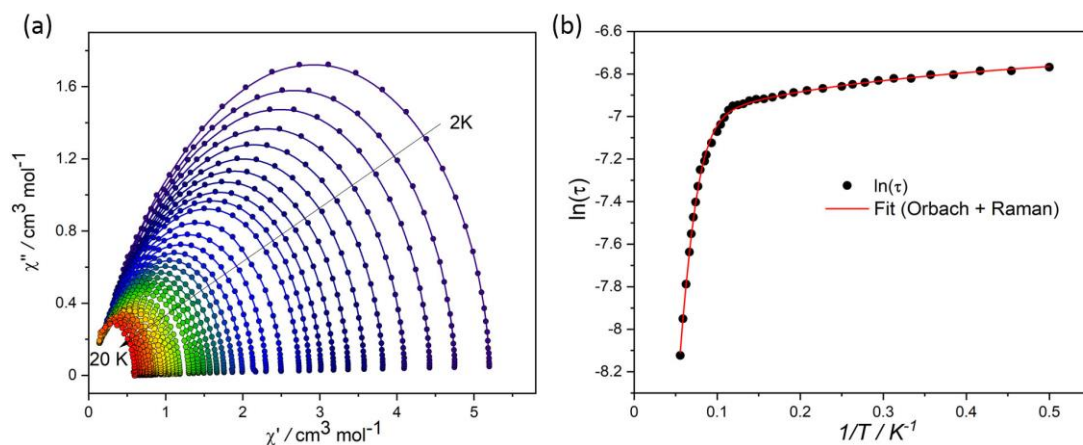 (a)
1.6
1.2
0.8
0.4
0
χ'' / cm³ mol⁻¹
2K
20 K
0 1 2 3 4 5
χ' / cm³ mol⁻¹
(b)
-6.6
-6.8
-7
-7.2
-7.4
-7.6
-7.8
-8
-8.2
ln(τ)
ln(τ)
Fit (Orbach + Raman)
0 0.1 0.2 0.3 0.4 0.5
1/T / K⁻¹